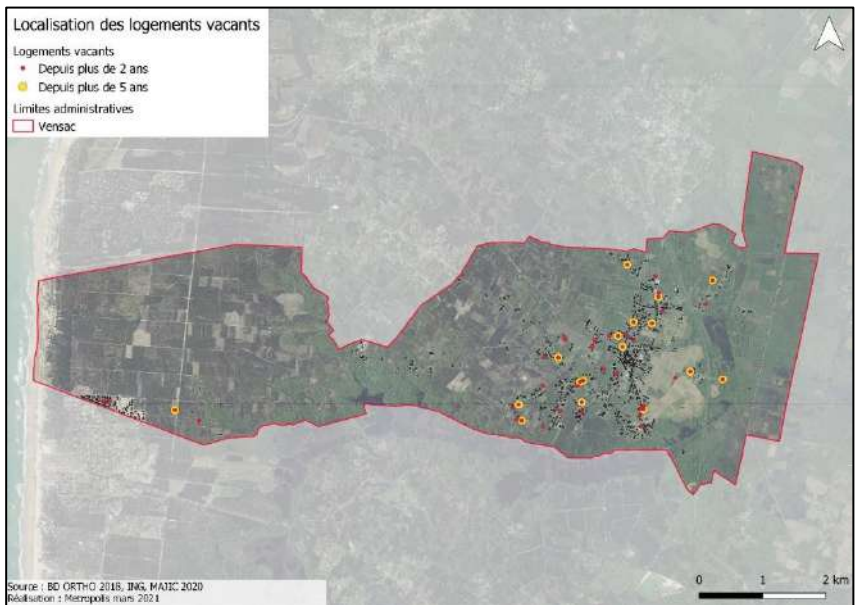 Localisation des logements vacants
Logements vacants
Depuis plus de 2 ans
Depuis plus de 5 ans
Limites administratives
Vensac
Source : BD ORTHO 2018, ING, MAJIC 2020
Réalisation : Metropolis mars 2021
0 1 2 km